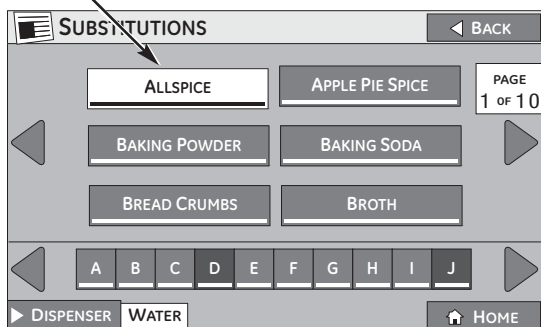 SUBSTITUTIONS BACK
ALLSPICE APPLE PIE SPICE PAGE
1 OF 10
BAKING POWDER BAKING SODA
BREAD CRUMBS BROTH
A B C D E F G H I J
DISPENSER WATER HOME